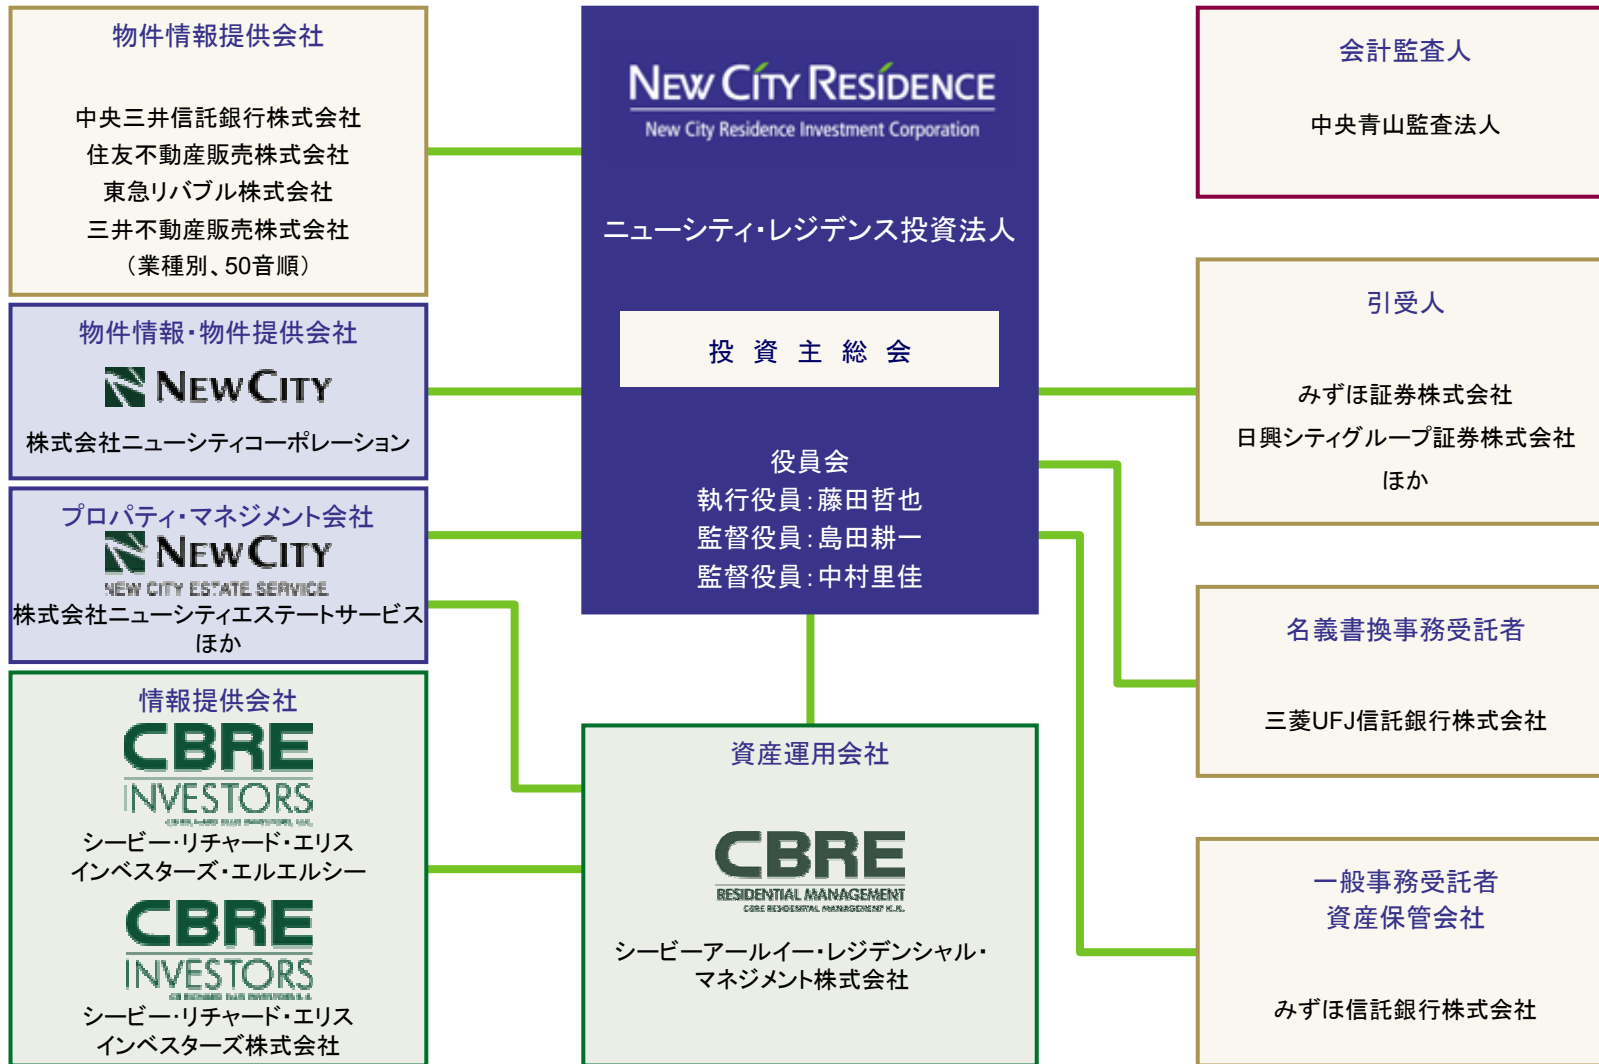 物件情報提供会社
中央三井信託銀行株式会社
住友不動産販売株式会社
東急リバブル株式会社
三井不動産販売株式会社
（業種別、50音順）
物件情報・物件提供会社
NEW CITY
株式会社ニューシティコーポレーション
プロパティ・マネジメント会社
NEW CITY
NEW CITY ESTATE SERVICE
株式会社ニューシティエステートサービス
ほか
情報提供会社
CBRE
INVESTORS
シービー・リチャード・エリス
インベスターズ・エルエルシー
CBRE
INVESTORS
シービー・リチャード・エリス
インベスターズ株式会社
NEW CITY RESIDENCE
New City Residence Investment Corporation
ニューシティ・レジデンス投資法人
投 資 主 総 会
役員会
執行役員：藤田哲也
監督役員：島田耕一
監督役員：中村里佳
資産運用会社
CBRE
RESIDENTIAL MANAGEMENT
CBRE RESIDENTIAL MANAGEMENT K.K.
シービーアールイー・レジデンシャル・
マネジメント株式会社
会計監査人
中央青山監査法人
引受人
みずほ証券株式会社
日興シティグループ証券株式会社
ほか
名義書換事務受託者
三菱UFJ信託銀行株式会社
一般事務受託者
資産保管会社
みずほ信託銀行株式会社